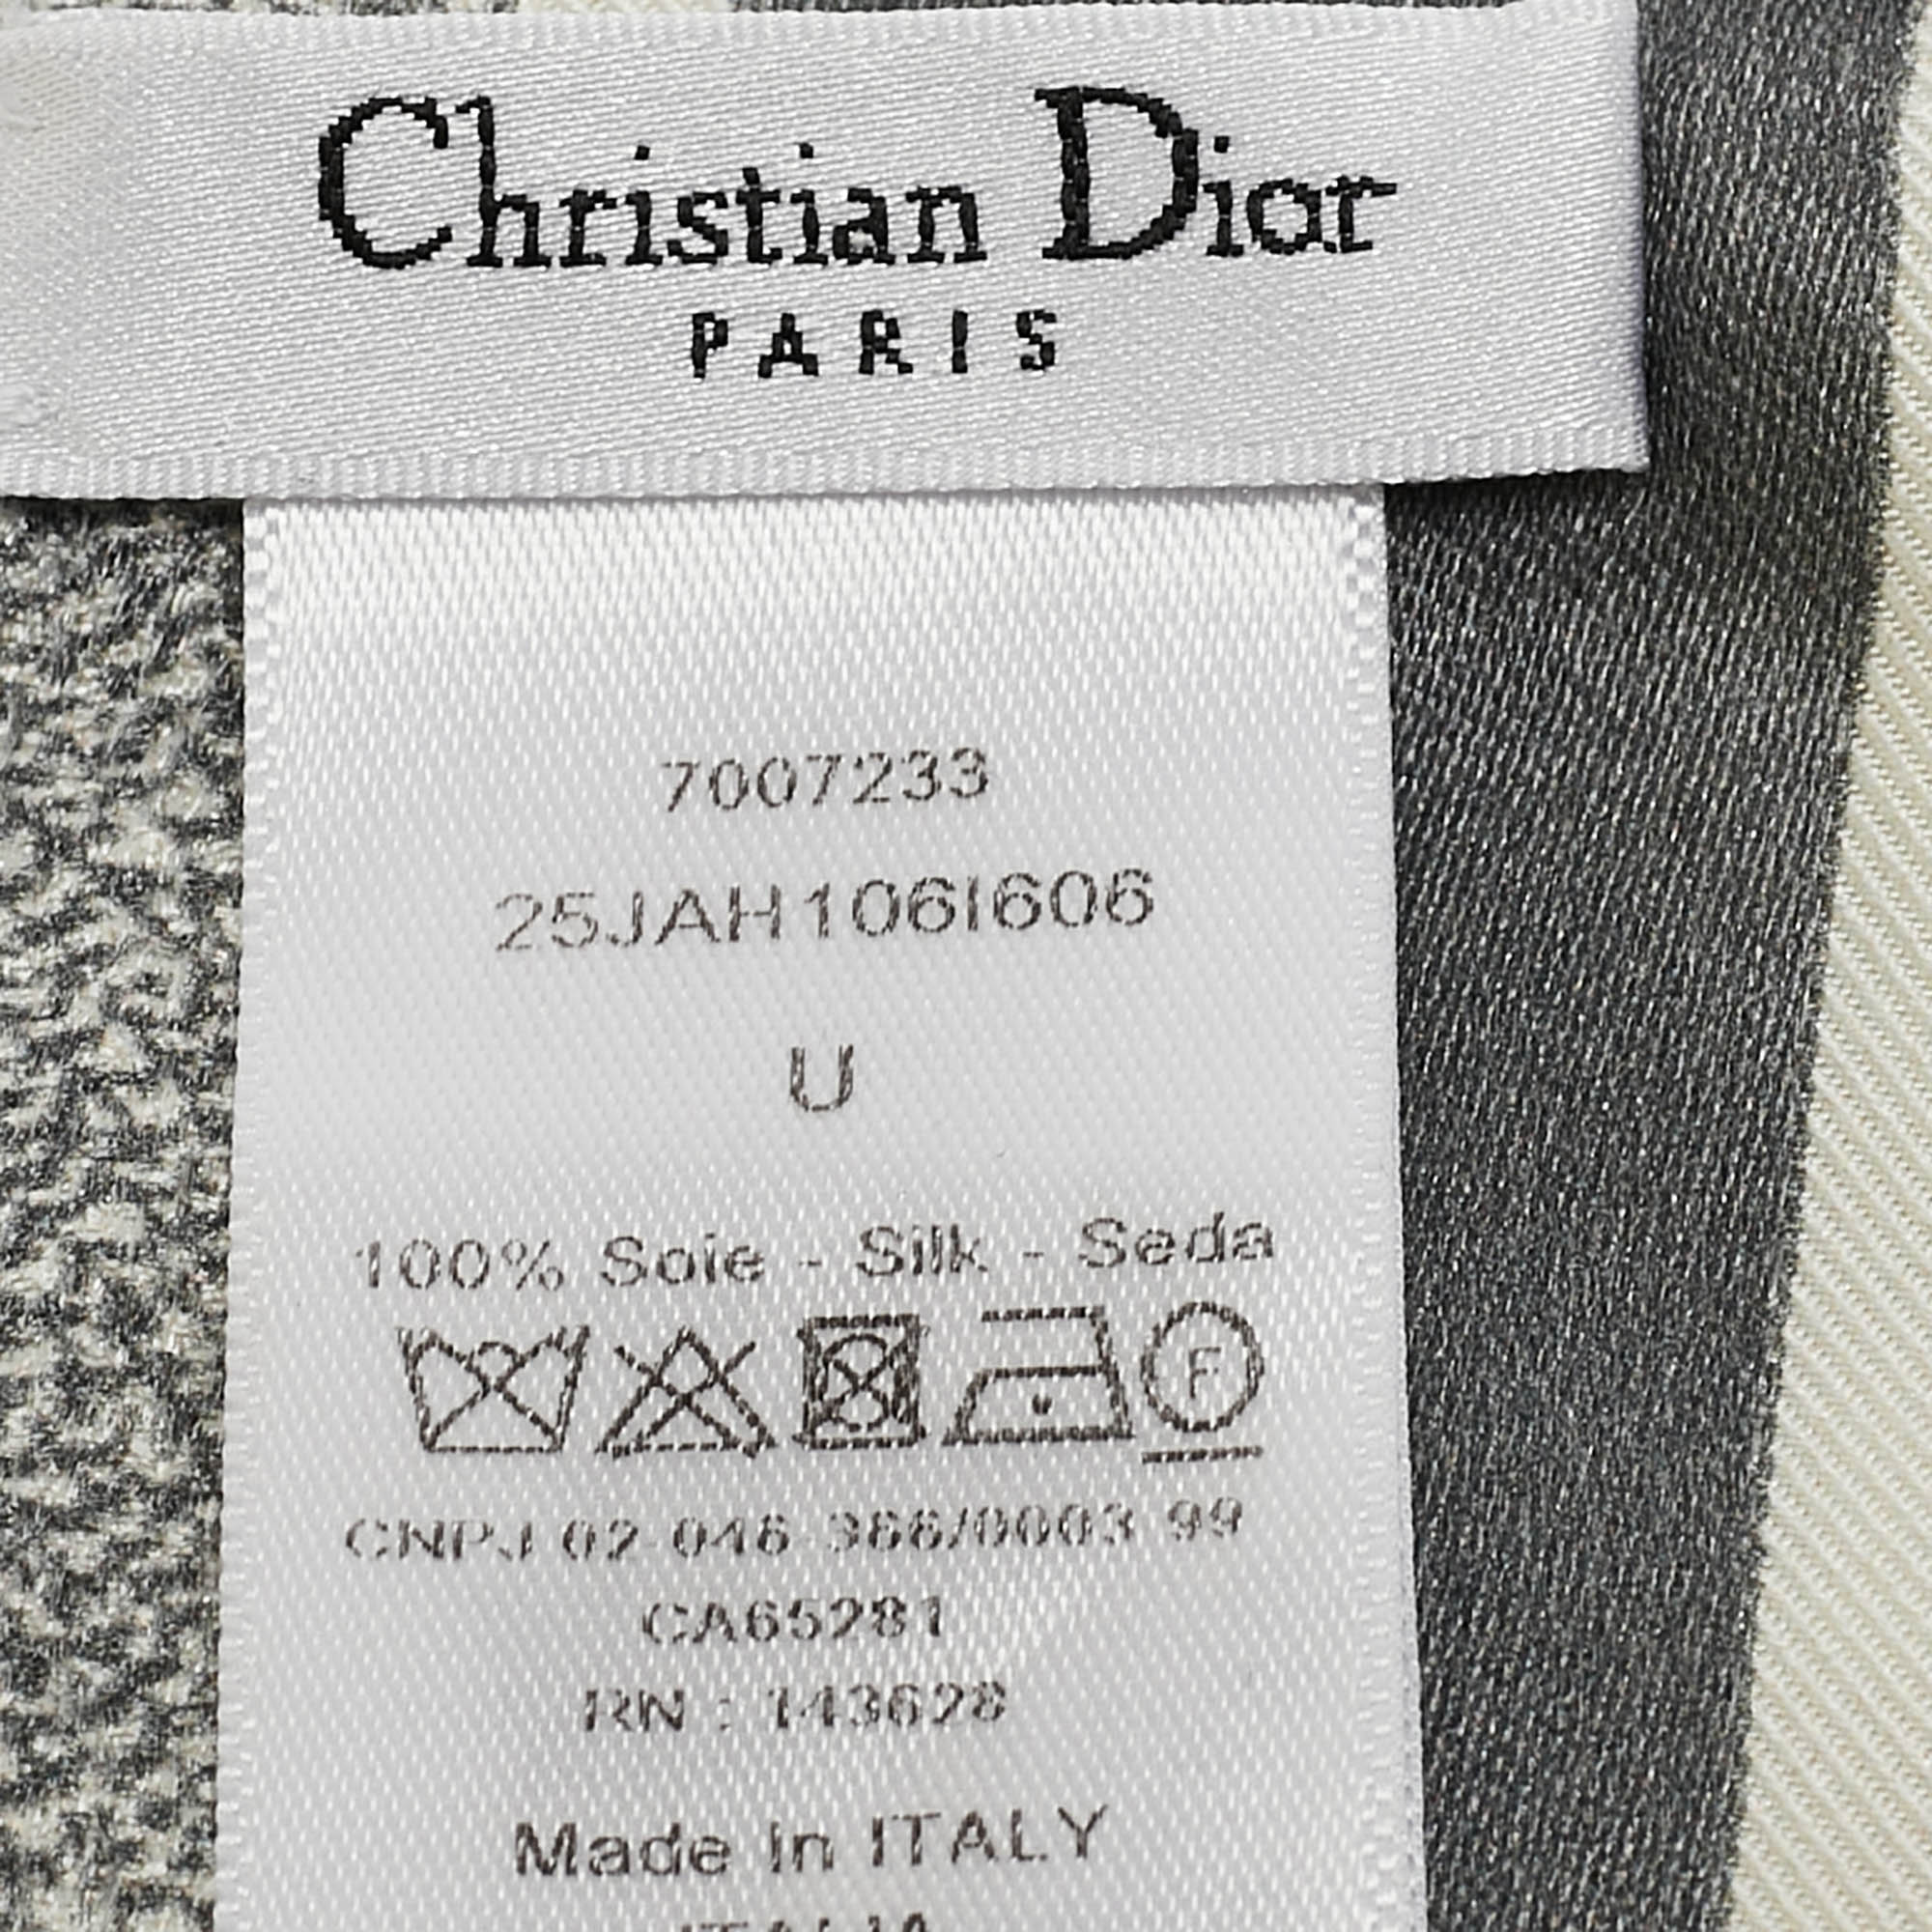 Christian Dior
PARIS
7007233
25JAH106I606
U
100% Soie - Silk - Seda
F
CNPJ 02 046 366/0003 99
CA65281
RN : 143628
Made in ITALY
ITALIA